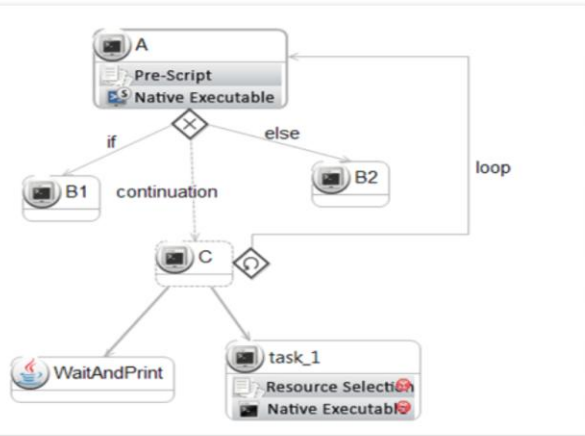 A
Pre-Script
Native Executable
if
else
B1
continuation
B2
loop
C
WaitAndPrint
task_1
Resource Selection
Native Executable